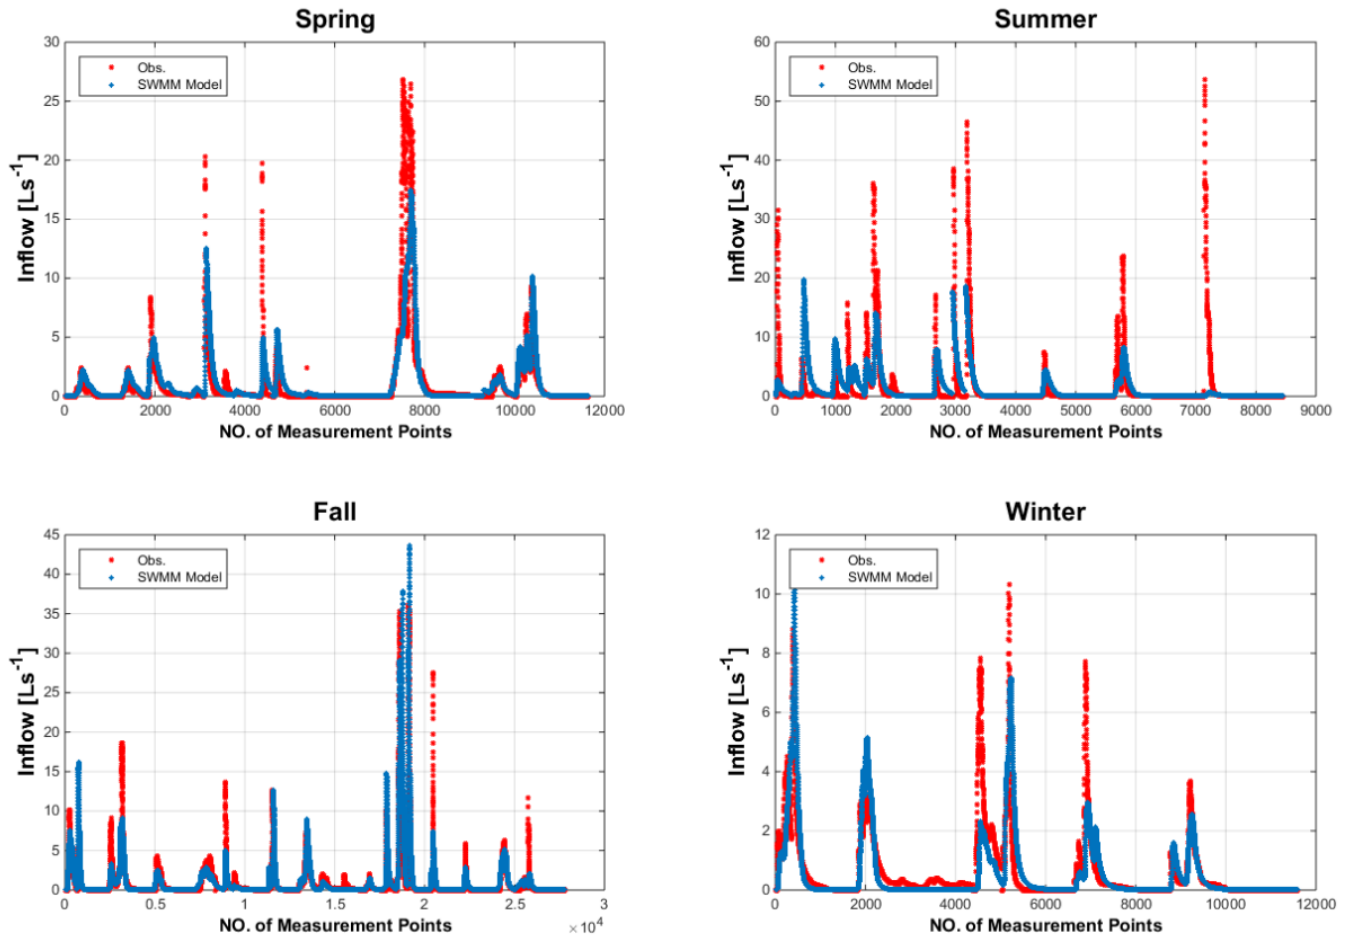 Spring
30
25
20
15
10
5
0
Inflow [Ls⁻¹]
Obs.
SWMM Model
0 2000 4000 6000 8000 10000 12000
NO. of Measurement Points
Summer
60
50
40
30
20
10
0
Inflow [Ls⁻¹]
Obs.
SWMM Model
0 1000 2000 3000 4000 5000 6000 7000 8000 9000
NO. of Measurement Points
Fall
45
40
35
30
25
20
15
10
5
0
Inflow [Ls⁻¹]
Obs.
SWMM Model
0 0.5 1 1.5 2 2.5 3
NO. of Measurement Points
×10⁴
Winter
12
10
8
6
4
2
0
Inflow [Ls⁻¹]
Obs.
SWMM Model
0 2000 4000 6000 8000 10000 12000
NO. of Measurement Points